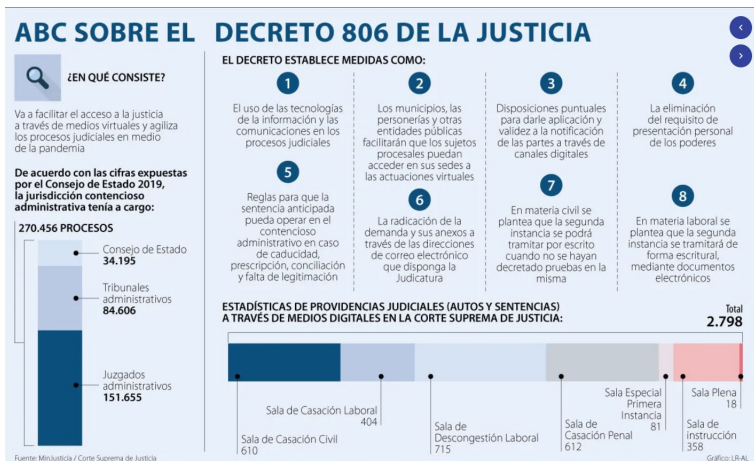 ABC SOBRE EL DECRETO 806 DE LA JUSTICIA
¿EN QUÉ CONSISTE?
Va a facilitar el acceso a la justicia
a través de medios virtuales y agiliza
los procesos judiciales en medio
de la pandemia
De acuerdo con las cifras expuestas
por el Consejo de Estado 2019,
la jurisdicción contencioso
administrativa tenía a cargo:
270.456 PROCESOS
Consejo de Estado
34.195
Tribunales
administrativos
84.606
Juzgados
administrativos
151.655
EL DECRETO ESTABLECE MEDIDAS COMO:
1
El uso de las tecnologías
de la información y las
comunicaciones en los
procesos judiciales
2
Los municipios, las
personerías y otras
entidades públicas
facilitarán que los sujetos
procesales puedan
acceder en sus sedes a
las actuaciones virtuales
3
Disposiciones puntuales
para darle aplicación y
validez a la notificación
de las partes a través de
canales digitales
4
La eliminación
del requisito de
presentación personal
de los poderes
5
Reglas para que la
sentencia anticipada
pueda operar en el
contencioso
administrativo en caso
de caducidad,
prescripción, conciliación
y falta de legitimación
6
La radicación de la
demanda y sus anexos a
través de las direcciones
de correo electrónico
que disponga la
Judicatura
7
En materia civil se
plantea que la segunda
instancia se podrá
tramitar por escrito
cuando no se hayan
decretado pruebas en la
misma
8
En materia laboral se
plantea que la segunda
instancia se tramitará de
forma escritural,
mediante documentos
electrónicos
ESTADÍSTICAS DE PROVIDENCIAS JUDICIALES (AUTOS Y SENTENCIAS)
A TRAVÉS DE MEDIOS DIGITALES EN LA CORTE SUPREMA DE JUSTICIA:
Total
2.798
Sala de Casación Civil
610
Sala de Casación Laboral
404
Sala de
Descongestión Laboral
715
Sala de
Casación Penal
612
Sala Especial
Primera
Instancia
81
Sala de
instrucción
358
Sala Plena
18
Fuente: MinJusticia / Corte Suprema de Justicia
Gráfico: LR-AL